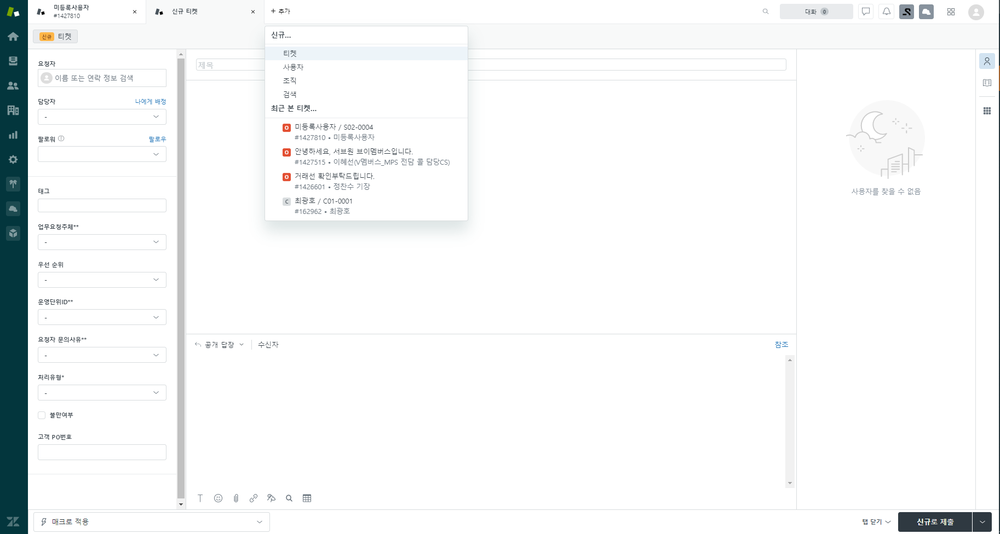 미등록사용자
#1427810
신규 티켓
+ 추가
대화 0
신규 티켓
신규...
티켓
사용자
조직
검색
최근 본 티켓...
O 미등록사용자 / S02-0004
#1427810 • 미등록사용자
O 안녕하세요, 서브원 브이멤버스입니다.
#1427515 • 이혜선(V멤버스_MPS 전담 콜 담당CS)
O 거래선 확인부탁드립니다.
#1426601 • 정찬수 기장
C 최광호 / C01-0001
#162962 • 최광호
요청자
이름 또는 연락 정보 검색
담당자 나에게 배정
-
팔로워 팔로우
태그
업무요청주체**
-
우선 순위
-
운영단위ID**
-
요청자 문의사유**
-
처리유형*
-
불만여부
고객 PO번호
제목
공개 답장 수신자 참조
사용자를 찾을 수 없음
매크로 적용
탭 닫기
신규로 제출